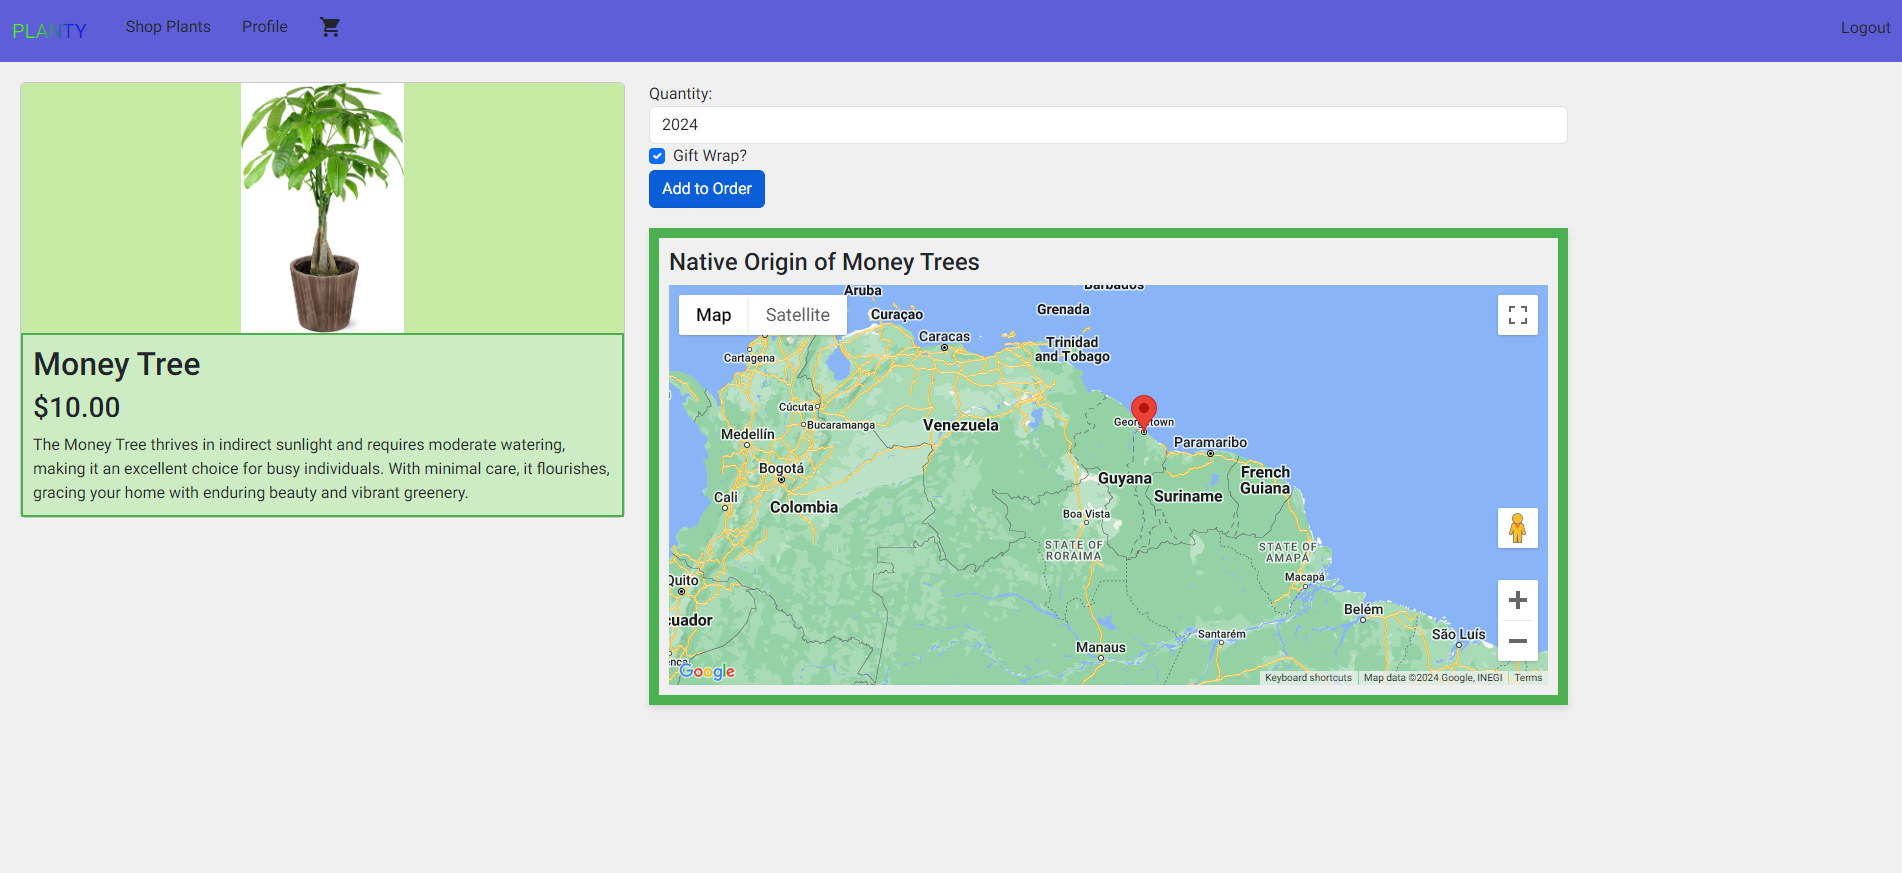 PLANTY
Shop Plants
Profile
Logout
Money Tree
$10.00
The Money Tree thrives in indirect sunlight and requires moderate watering,
making it an excellent choice for busy individuals. With minimal care, it flourishes,
gracing your home with enduring beauty and vibrant greenery.
Quantity:
2024
Gift Wrap?
Add to Order
Native Origin of Money Trees
Map
Satellite
Aruba
Barbados
Curaçao
Grenada
Caracas
Trinidad
and Tobago
Cartagena
Cúcuta
Bucaramanga
Venezuela
Georgetown
Medellín
Paramaribo
Bogotá
Guyana
French
Guiana
Suriname
Cali
Colombia
Boa Vista
STATE OF
RORAIMA
STATE OF
AMAPÁ
Macapá
Quito
Belém
cuador
Santarém
São Luís
Manaus
enca
Google
Keyboard shortcuts
Map data ©2024 Google, INEGI
Terms